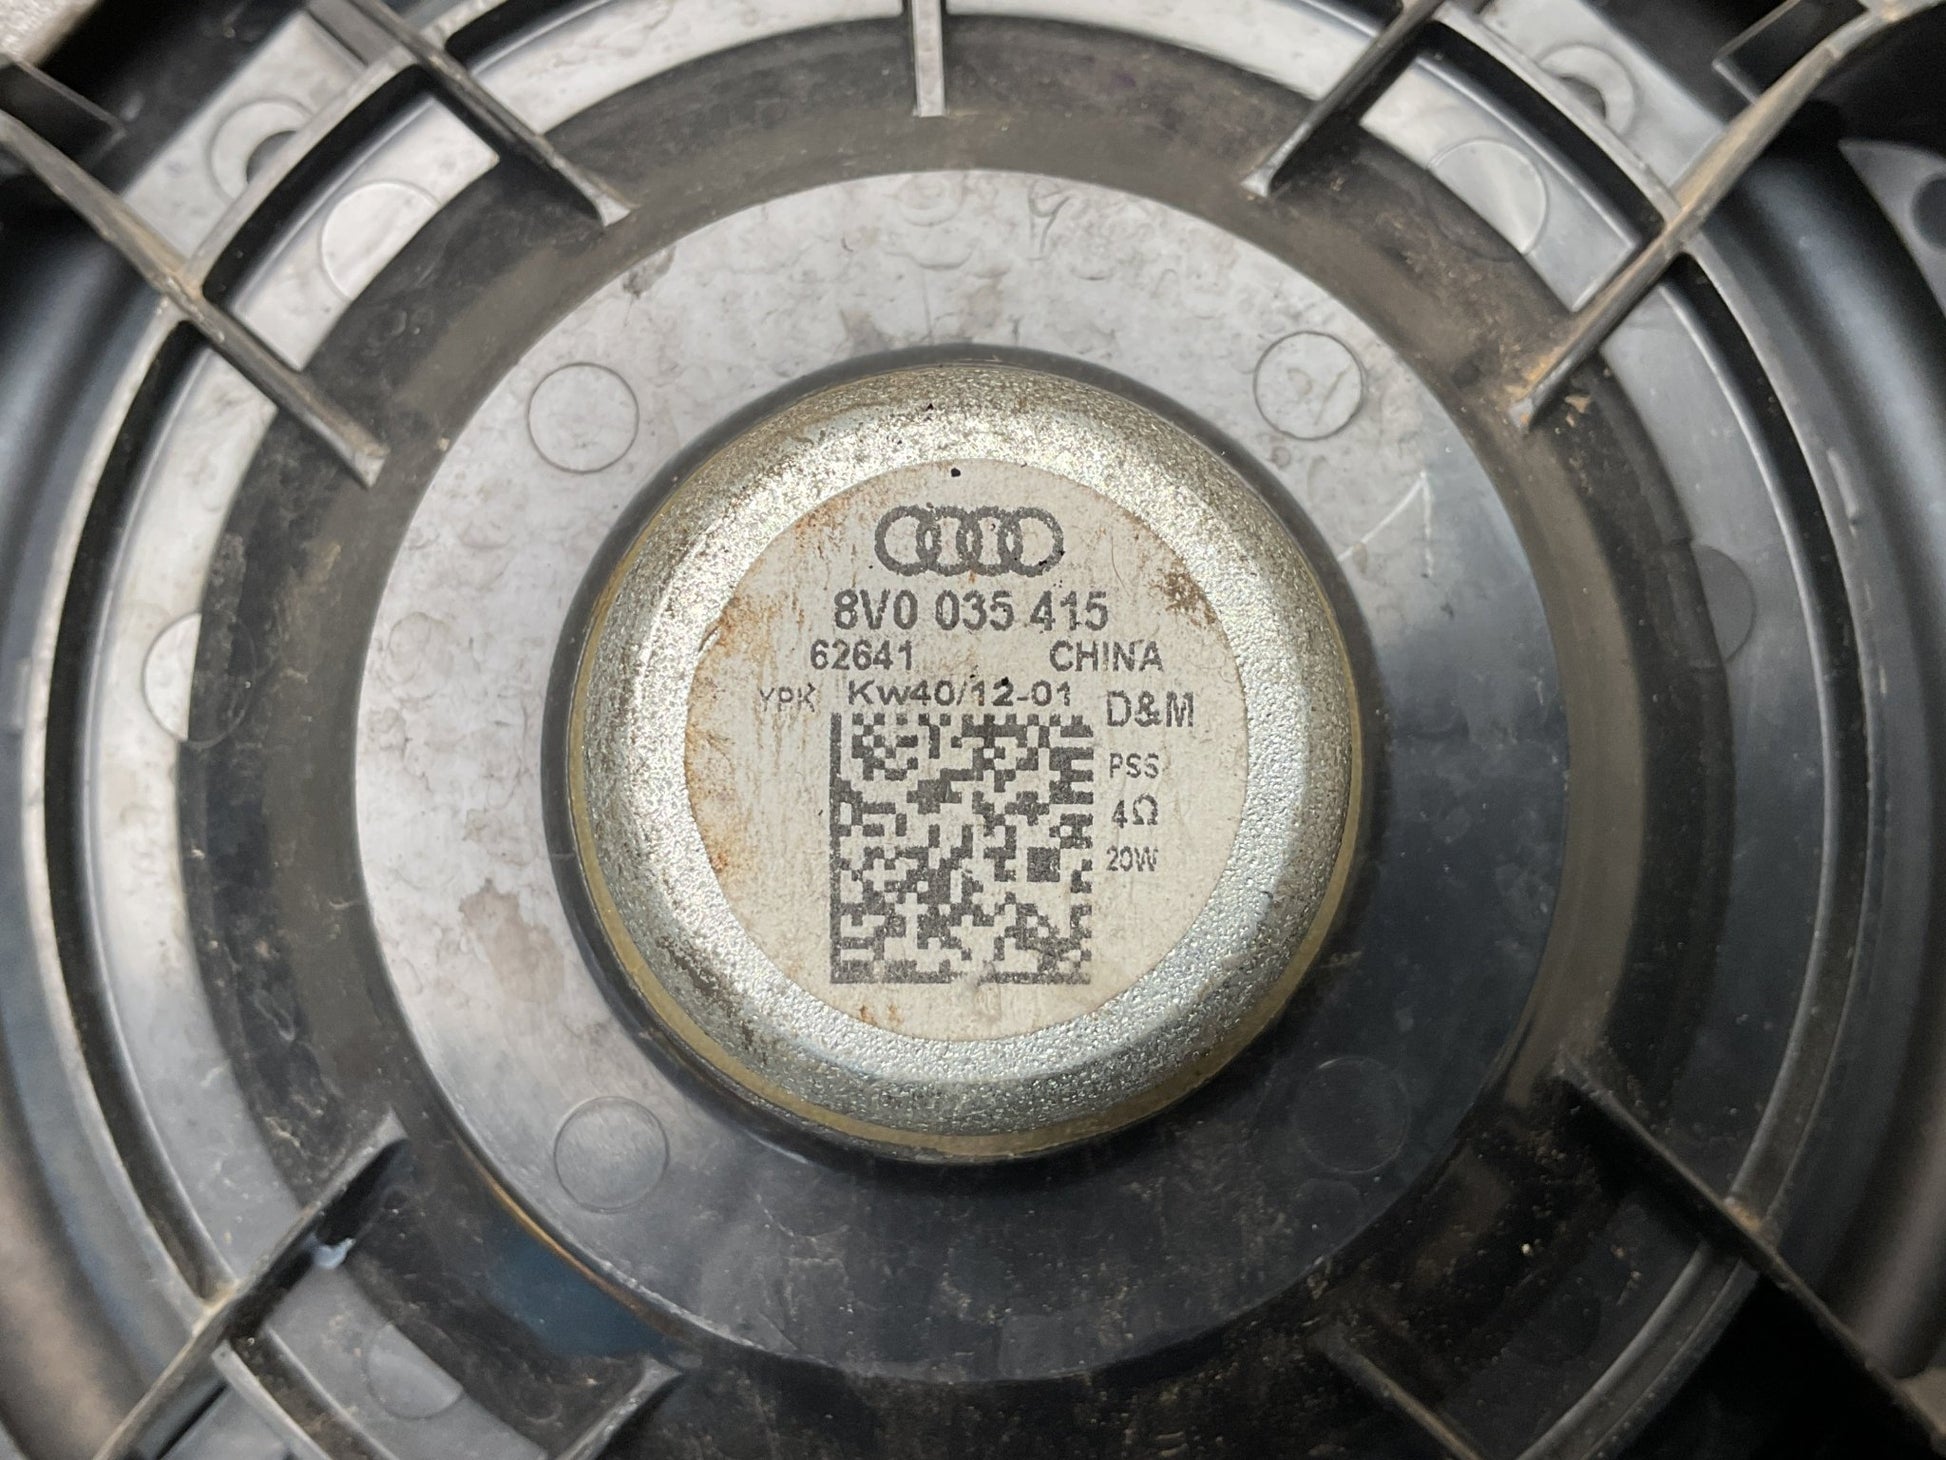 8V0 035 415
62641 CHINA
YPK Kw40/12-01 D&M
PSS
4Ω
20W